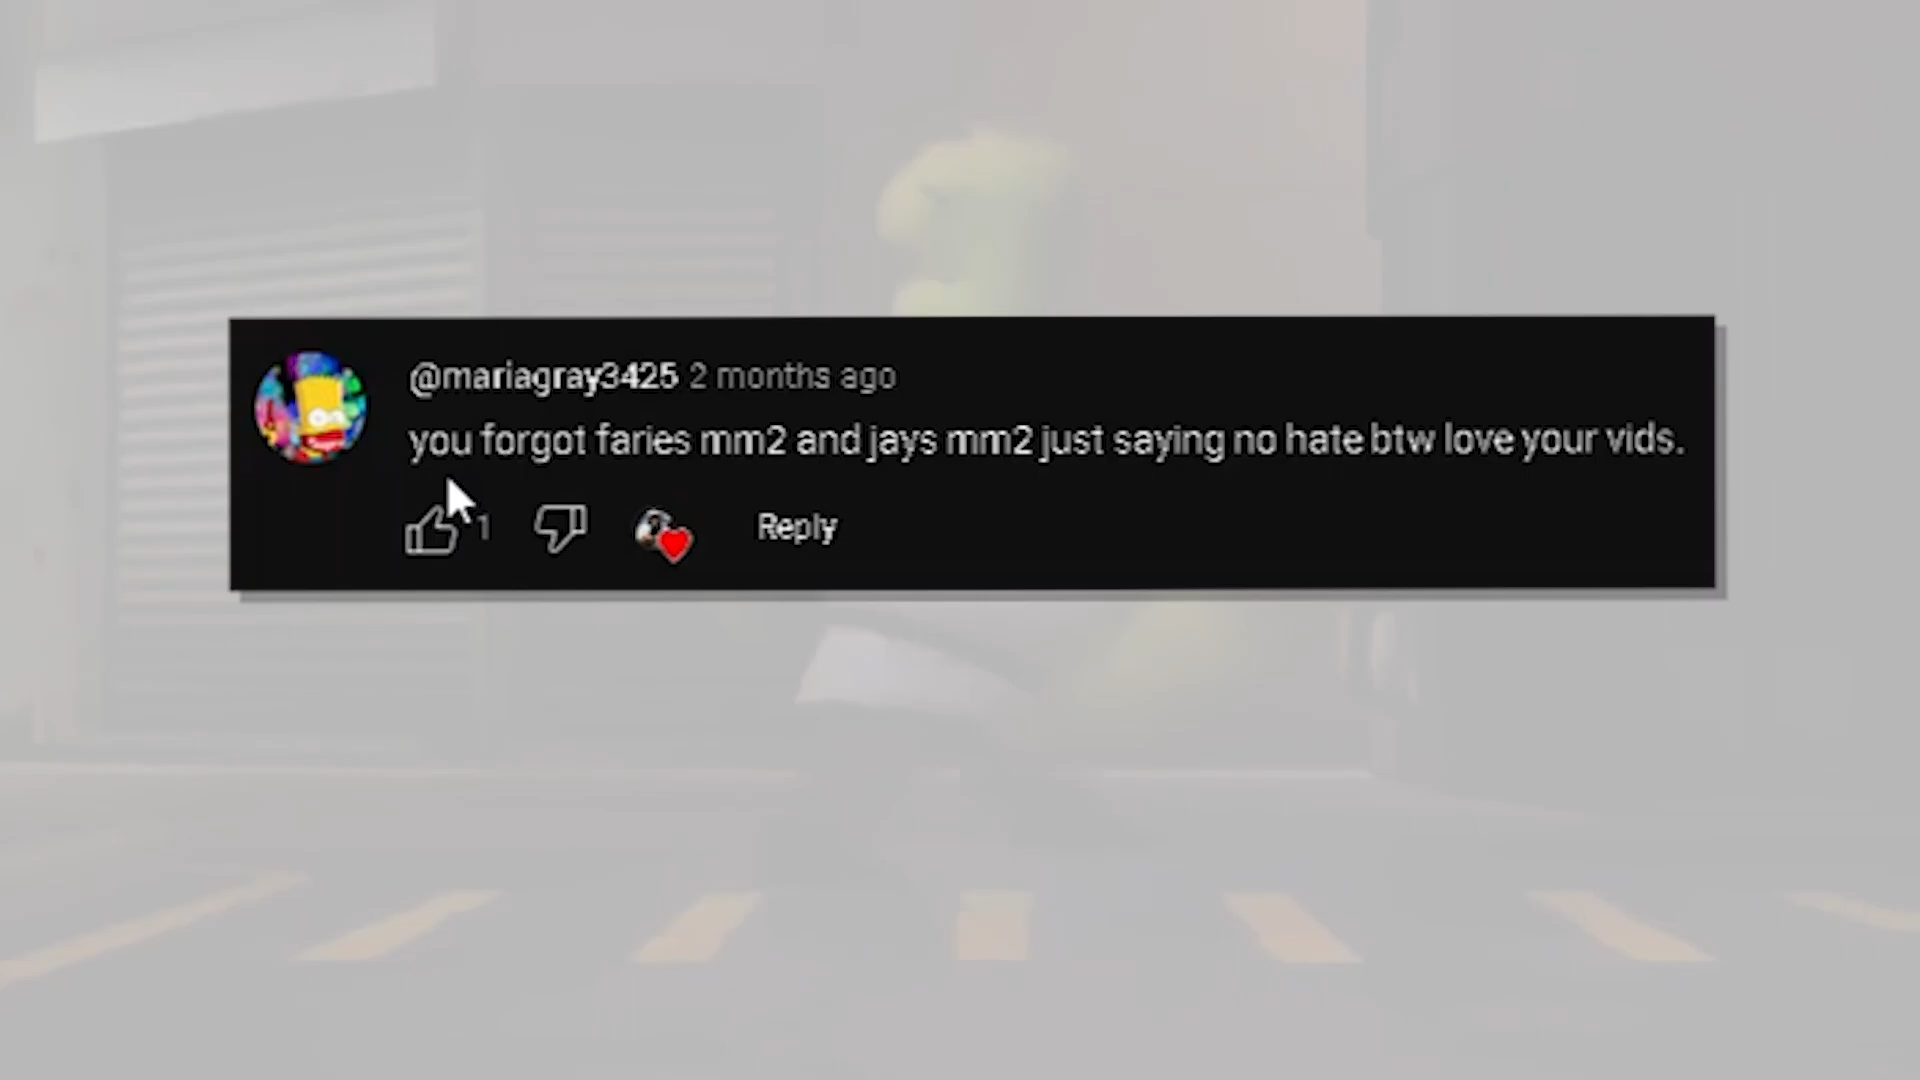 @mariagray3425 2 months ago
you forgot faries mm2 and jays mm2 just saying no hate btw love your vids.
1 Reply